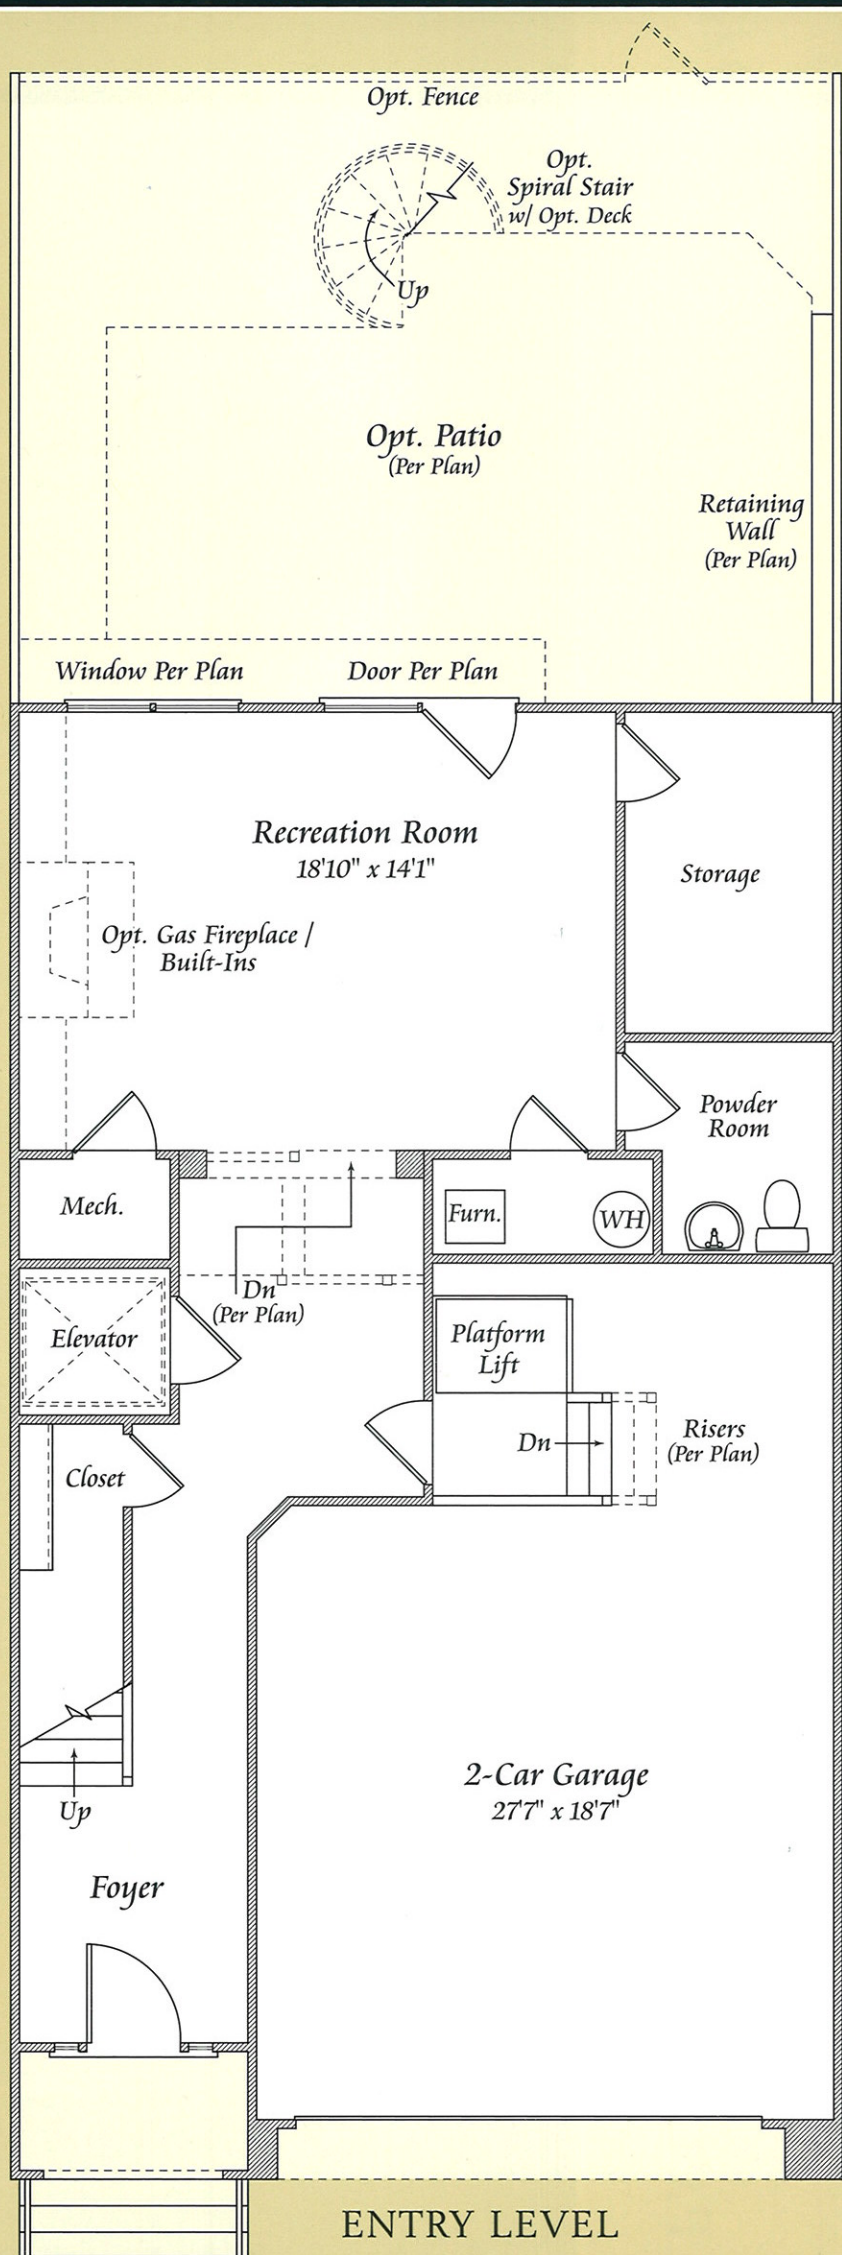 Opt. Fence
Opt.
Spiral Stair
w/ Opt. Deck
Up
Opt. Patio
(Per Plan)
Retaining
Wall
(Per Plan)
Window Per Plan
Door Per Plan
Recreation Room
18'10" x 14'1"
Storage
Opt. Gas Fireplace /
Built-Ins
Powder
Room
Mech.
Furn.
WH
Dn
(Per Plan)
Elevator
Platform
Lift
Dn
Risers
(Per Plan)
Closet
2-Car Garage
27'7" x 18'7"
Up
Foyer
ENTRY LEVEL